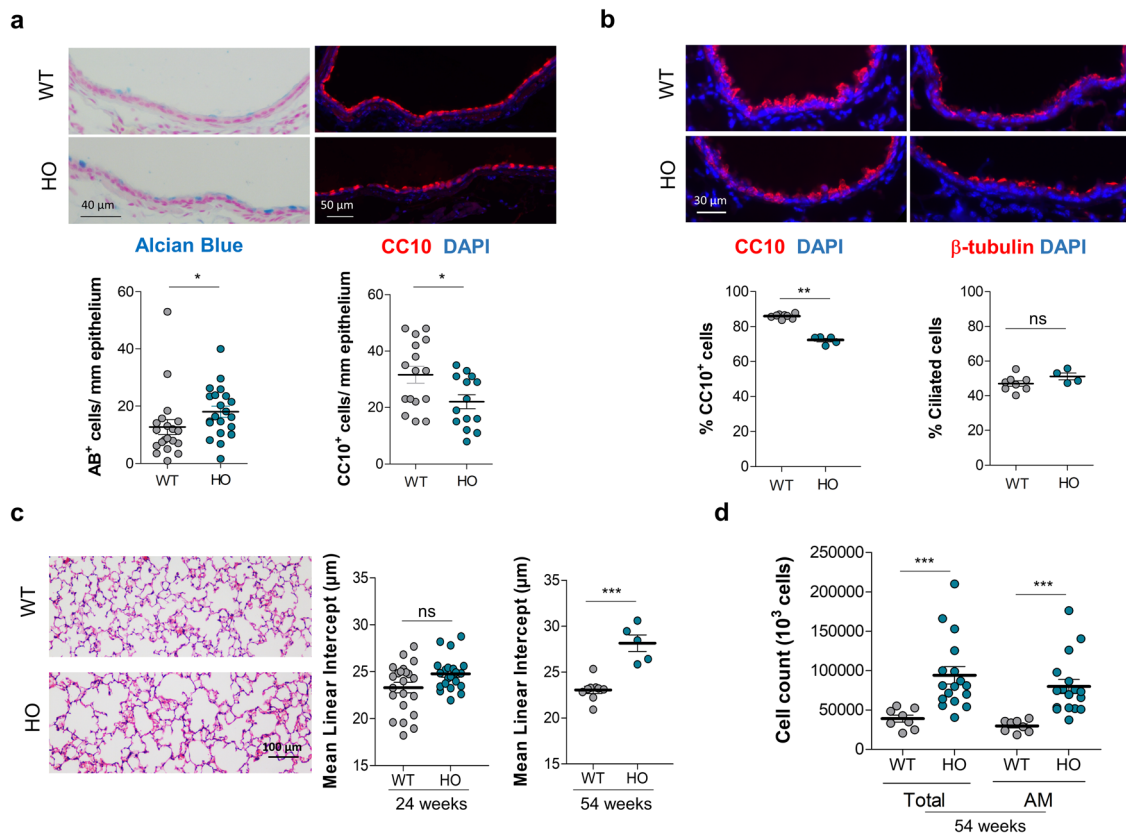 a
WT
HO
40 µm
50 µm
Alcian Blue
CC10 DAPI
AB+ cells/ mm epithelium
60
40
20
0
*
WT HO
CC10+ cells/ mm epithelium
60
40
20
0
*
WT HO
b
WT
HO
30 µm
CC10 DAPI
β-tubulin DAPI
% CC10+ cells
100
80
60
40
20
0
**
WT HO
% Ciliated cells
100
80
60
40
20
0
ns
WT HO
c
WT
HO
100 µm
Mean Linear Intercept (µm)
35
30
25
20
15
ns
WT HO
24 weeks
Mean Linear Intercept (µm)
35
31
27
23
19
15
***
WT HO
54 weeks
d
Cell count (10³ cells)
250000
200000
150000
100000
50000
0
***
***
WT HO WT HO
Total AM
54 weeks